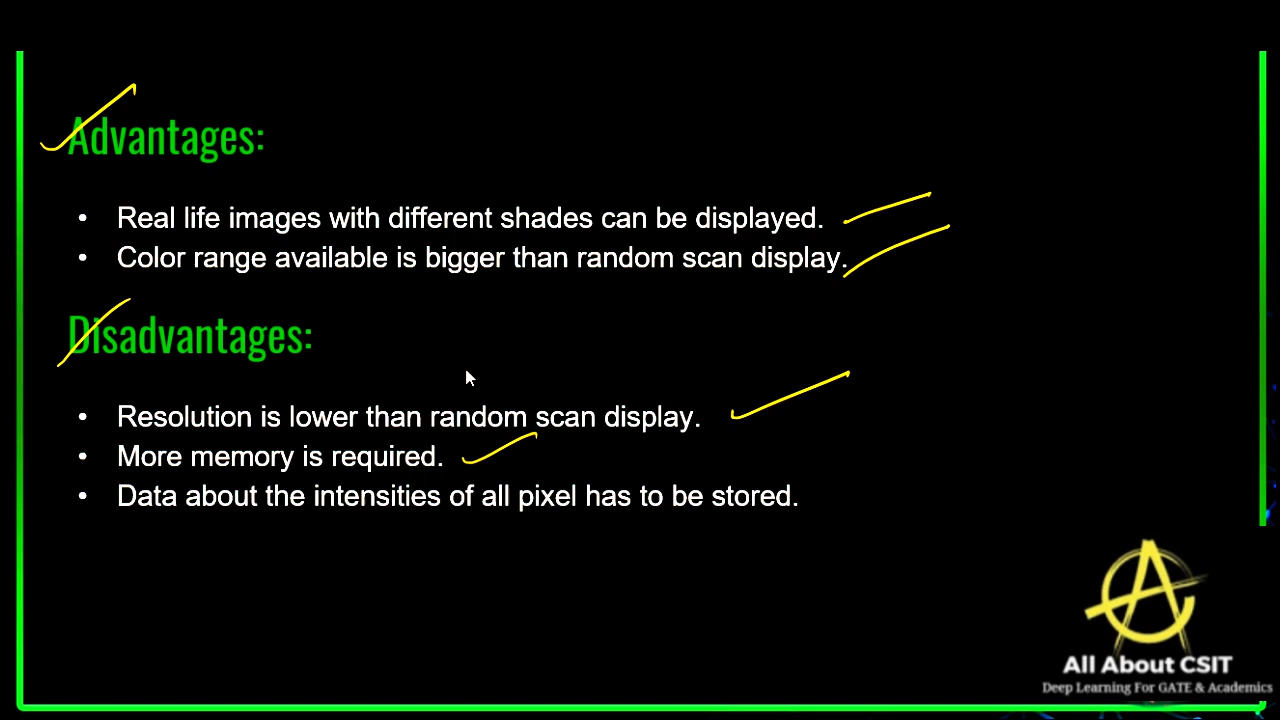 Advantages:
• Real life images with different shades can be displayed.
• Color range available is bigger than random scan display.
Disadvantages:
• Resolution is lower than random scan display.
• More memory is required.
• Data about the intensities of all pixel has to be stored.
All About CSIT
Deep Learning For GATE & Academics